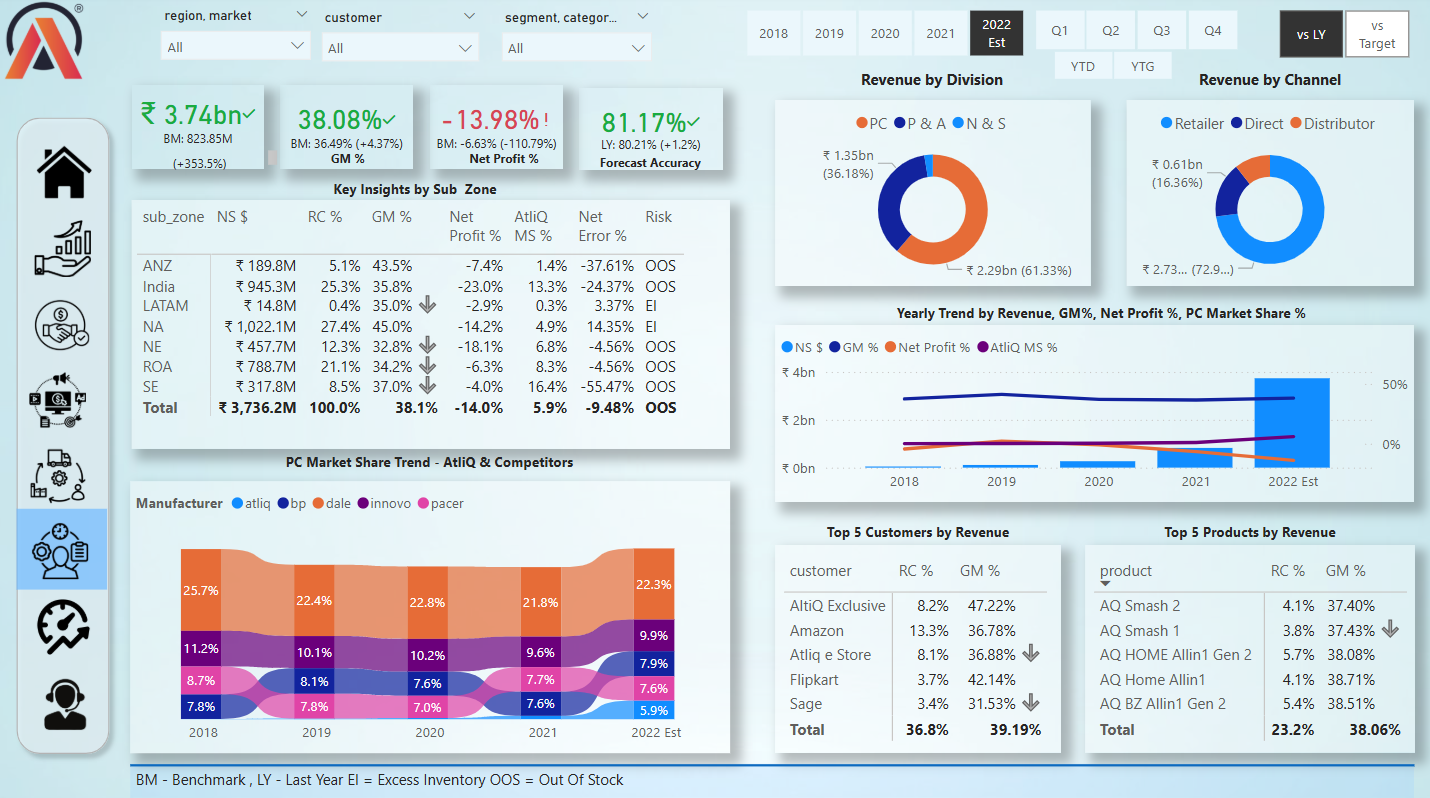 ®
region, market
customer
segment, categor...
All
All
All
2018 2019 2020 2021 2022 Est
Q1 Q2 Q3 Q4
YTD YTG
vs LY
vs Target
₹ 3.74bn
BM: 823.85M
(+353.5%)
38.08%
BM: 36.49% (+4.37%)
GM %
-13.98% !
BM: -6.63% (-110.79%)
Net Profit %
81.17%
LY: 80.21% (+1.2%)
Forecast Accuracy
Revenue by Division
PC P & A N & S
₹ 1.35bn
(36.18%)
₹ 2.29bn (61.33%)
Revenue by Channel
Retailer Direct Distributor
₹ 0.61bn
(16.36%)
₹ 2.73... (72.9...)
Key Insights by Sub Zone
sub_zone NS $ RC % GM % Net Profit % AtliQ MS % Net Error % Risk
ANZ ₹ 189.8M 5.1% 43.5% -7.4% 1.4% -37.61% OOS
India ₹ 945.3M 25.3% 35.8% -23.0% 13.3% -24.37% OOS
LATAM ₹ 14.8M 0.4% 35.0% -2.9% 0.3% 3.37% EI
NA ₹ 1,022.1M 27.4% 45.0% -14.2% 4.9% 14.35% EI
NE ₹ 457.7M 12.3% 32.8% -18.1% 6.8% -4.56% OOS
ROA ₹ 788.7M 21.1% 34.2% -6.3% 8.3% -4.56% OOS
SE ₹ 317.8M 8.5% 37.0% -4.0% 16.4% -55.47% OOS
Total ₹ 3,736.2M 100.0% 38.1% -14.0% 5.9% -9.48% OOS
Yearly Trend by Revenue, GM%, Net Profit %, PC Market Share %
NS $ GM % Net Profit % AtliQ MS %
₹ 4bn
50%
₹ 2bn
0%
₹ 0bn
2018 2019 2020 2021 2022 Est
PC Market Share Trend - AtliQ & Competitors
Manufacturer atliq bp dale innovo pacer
25.7% 22.4% 22.8% 21.8% 22.3%
11.2% 10.1% 10.2% 9.6% 9.9%
8.7% 8.1% 7.6% 7.7% 7.9%
7.8% 7.8% 7.0% 7.6% 7.6%
5.9%
2018 2019 2020 2021 2022 Est
Top 5 Customers by Revenue
customer RC % GM %
AltiQ Exclusive 8.2% 47.22%
Amazon 13.3% 36.78%
Atliq e Store 8.1% 36.88%
Flipkart 3.7% 42.14%
Sage 3.4% 31.53%
Total 36.8% 39.19%
Top 5 Products by Revenue
product RC % GM %
AQ Smash 2 4.1% 37.40%
AQ Smash 1 3.8% 37.43%
AQ HOME Allin1 Gen 2 5.7% 38.08%
AQ Home Allin1 4.1% 38.71%
AQ BZ Allin1 Gen 2 5.4% 38.51%
Total 23.2% 38.06%
BM - Benchmark , LY - Last Year EI = Excess Inventory OOS = Out Of Stock